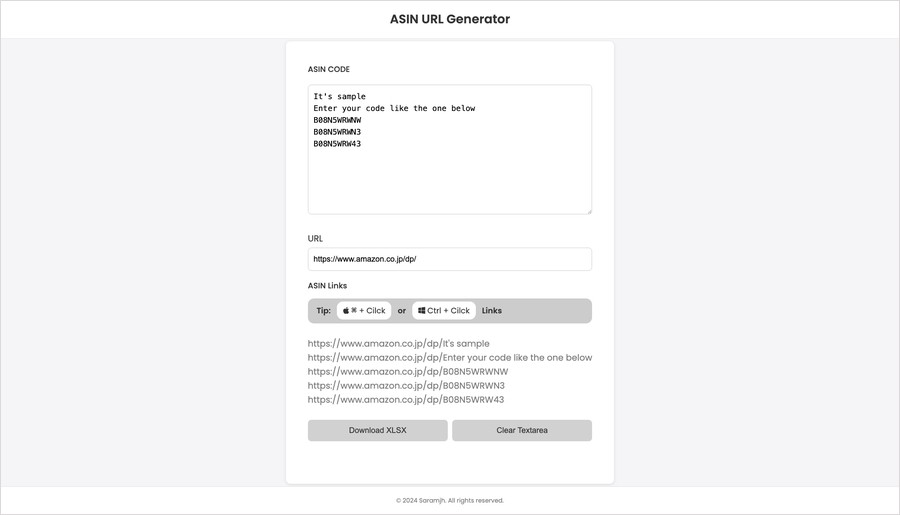 ASIN URL Generator
ASIN CODE
It's sample
Enter your code like the one below
B08N5WRWNW
B08N5WRWN3
B08N5WRW43
URL
https://www.amazon.co.jp/dp/
ASIN Links
Tip: ⌘ + Cilck or Ctrl + Cilck Links
https://www.amazon.co.jp/dp/It's sample
https://www.amazon.co.jp/dp/Enter your code like the one below
https://www.amazon.co.jp/dp/B08N5WRWNW
https://www.amazon.co.jp/dp/B08N5WRWN3
https://www.amazon.co.jp/dp/B08N5WRW43
Download XLSX Clear Textarea
© 2024 Saramjh. All rights reserved.